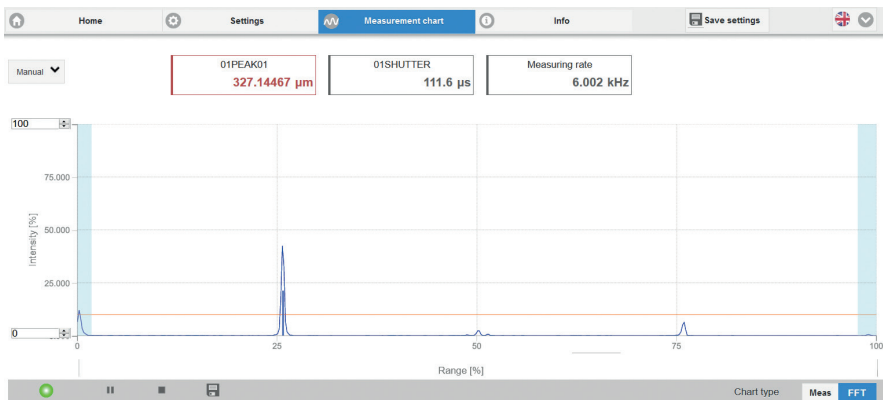 Home Settings Measurement chart Info Save settings
Manual
01PEAK01 01SHUTTER Measuring rate
327.14467 µm 111.6 µs 6.002 kHz
100
75.000
50.000
25.000
0
Intensity [%]
0 25 50 75 100
Range [%]
Chart type Meas FFT